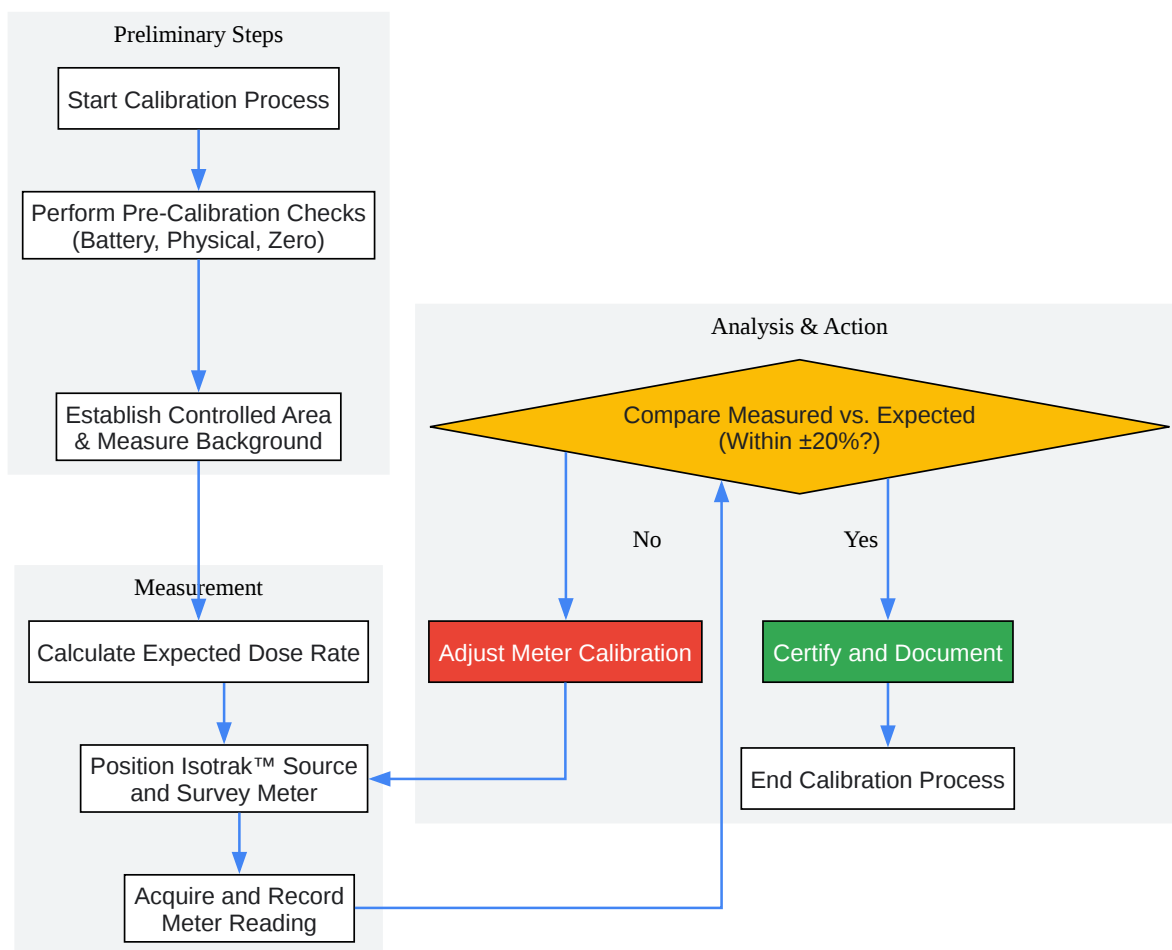 Preliminary Steps
Start Calibration Process
Perform Pre-Calibration Checks
(Battery, Physical, Zero)
Establish Controlled Area
& Measure Background
Measurement
Calculate Expected Dose Rate
Position Isotrak™ Source
and Survey Meter
Acquire and Record
Meter Reading
Analysis & Action
Compare Measured vs. Expected
(Within ±20%?)
No
Yes
Adjust Meter Calibration
Certify and Document
End Calibration Process